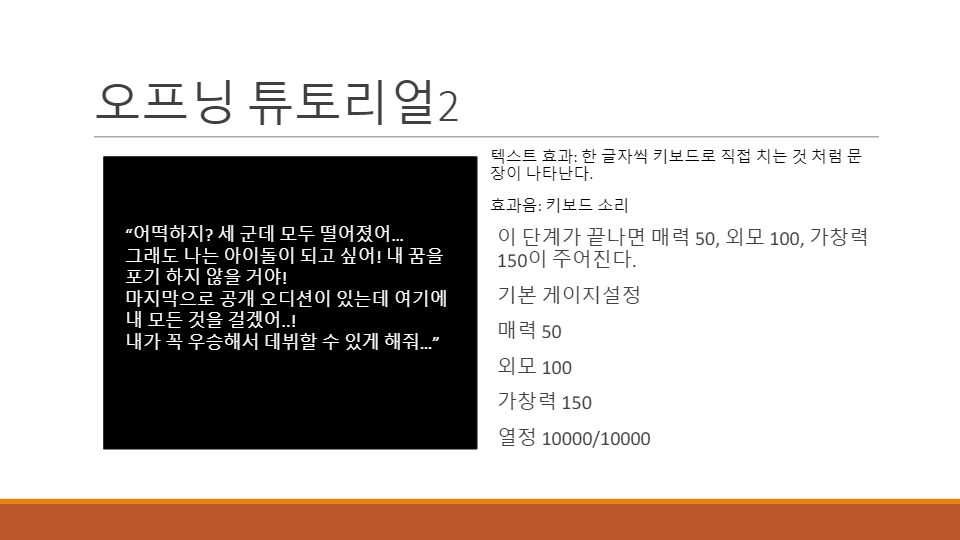 오프닝 튜토리얼2
“어떡하지? 세 군데 모두 떨어졌어…
그래도 나는 아이돌이 되고 싶어! 내 꿈을
포기 하지 않을 거야!
마지막으로 공개 오디션이 있는데 여기에
내 모든 것을 걸겠어..!
내가 꼭 우승해서 데뷔할 수 있게 해줘…”
텍스트 효과: 한 글자씩 키보드로 직접 치는 것 처럼 문
장이 나타난다.
효과음: 키보드 소리
이 단계가 끝나면 매력 50, 외모 100, 가창력
150이 주어진다.
기본 게이지설정
매력 50
외모 100
가창력 150
열정 10000/10000